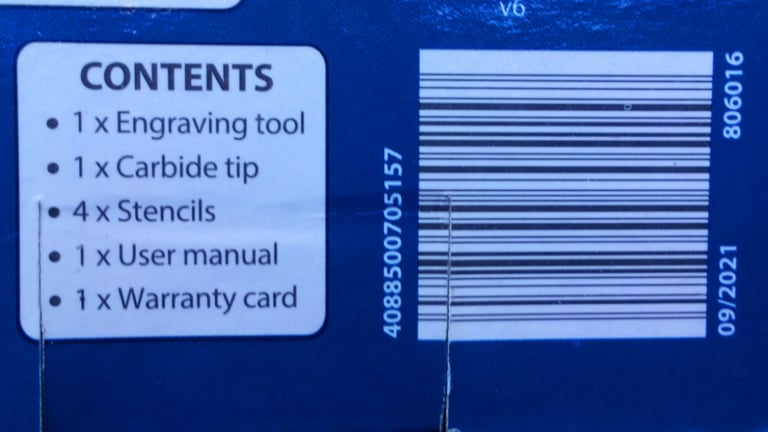 v6
CONTENTS
• 1 x Engraving tool
• 1 x Carbide tip
• 4 x Stencils
• 1 x User manual
• 1 x Warranty card
4088500705157
806016
09/2021